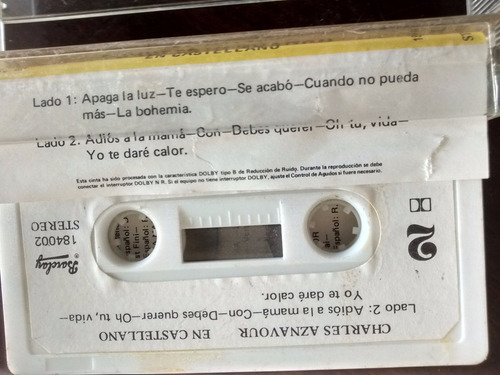 EN CASTELLANO
Lado 1: Apaga la luz—Te espero—Se acabó—Cuando no pueda
más—La bohemia.
Lado 2. Adiós a la mamá—Con—Debes querer—Oh tu, vida—
Yo te daré calor.
Esta cinta ha sido procesada con la característica DOLBY tipo B de Reducción de Ruido. Durante la reproducción se debe
conectar el interruptor DOLBY N.R. Si el equipo no tiene interruptor DOLBY, ajuste el Control de Agudos si fuera necesario.
2
Barclay
184002
STEREO
CHARLES AZNAVOUR EN CASTELLANO
Lado 2: Adiós a la mamá—Con—Debes querer—Oh tu, vida—
Yo te daré calor.